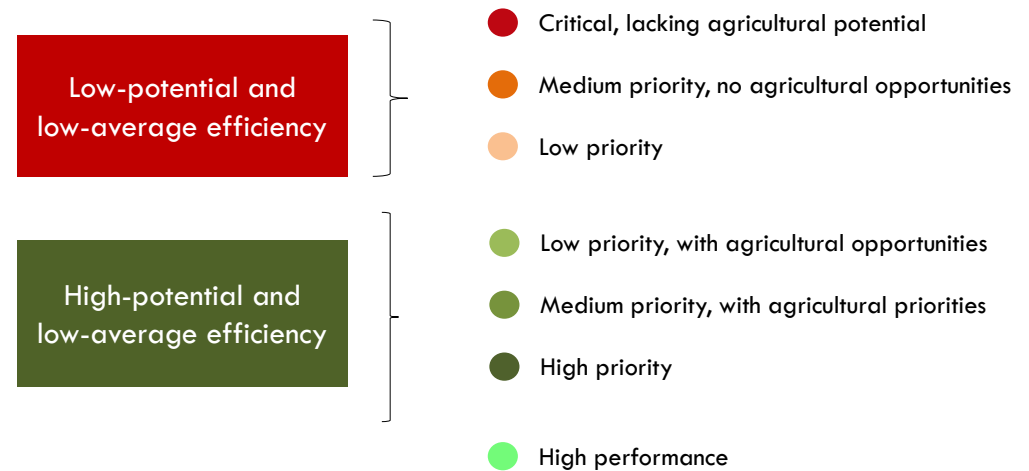 Low-potential and
low-average efficiency
Critical, lacking agricultural potential
Medium priority, no agricultural opportunities
Low priority
High-potential and
low-average efficiency
Low priority, with agricultural opportunities
Medium priority, with agricultural priorities
High priority
High performance